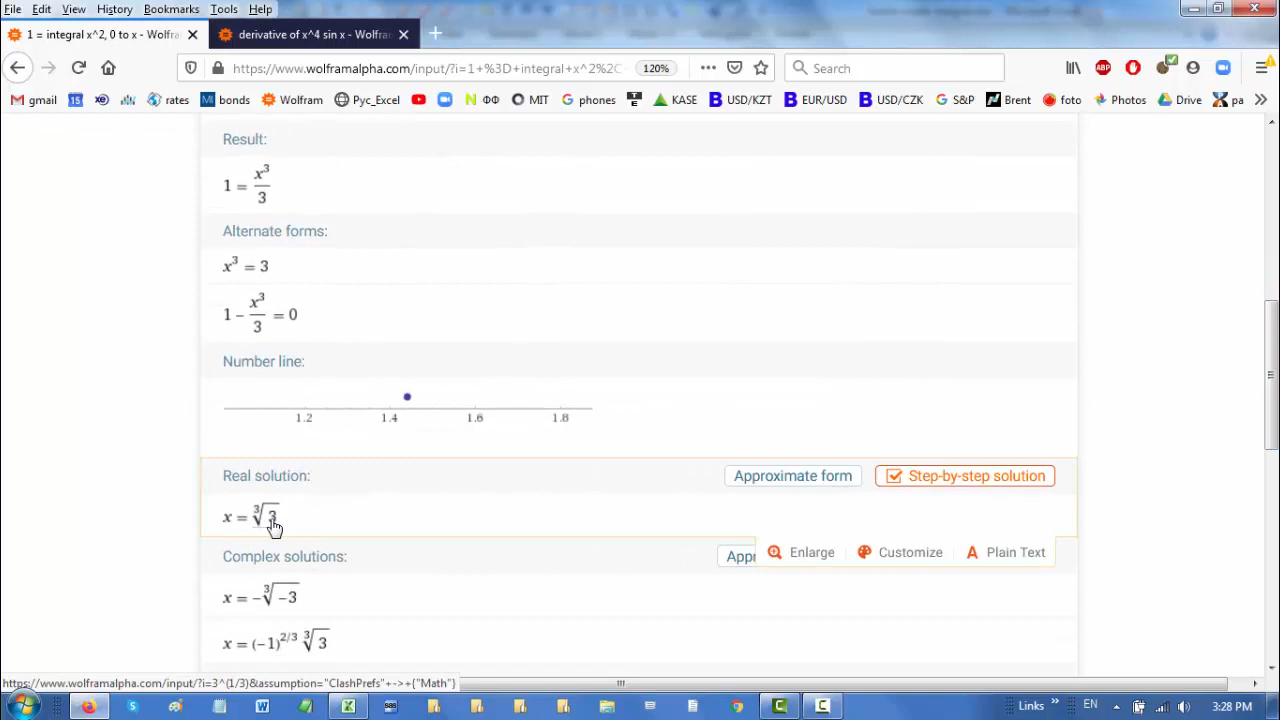 File Edit View History Bookmarks Tools Help
1 = integral x^2, 0 to x - Wolfra
derivative of x^4 sin x - Wolfra
https://www.wolframalpha.com/input/?i=1+%3D+integral+x^2%2C 120% Search
gmail 15 rates bonds Wolfram Pyc_Excel ФФ MIT phones KASE USD/KZT EUR/USD USD/CZK S&P Brent foto Photos Drive pa
Result:
1 = x³/3
Alternate forms:
x³ = 3
1 − x³/3 = 0
Number line:
1.2 1.4 1.6 1.8
Real solution: Approximate form Step-by-step solution
x = ∛3
Enlarge Customize Plain Text
Complex solutions: Appr
x = −∛−3
x = (−1)^2/3 ∛3
https://www.wolframalpha.com/input/?i=3^(1/3)&assumption="ClashPrefs"+->+{"Math"}
Links EN 3:28 PM